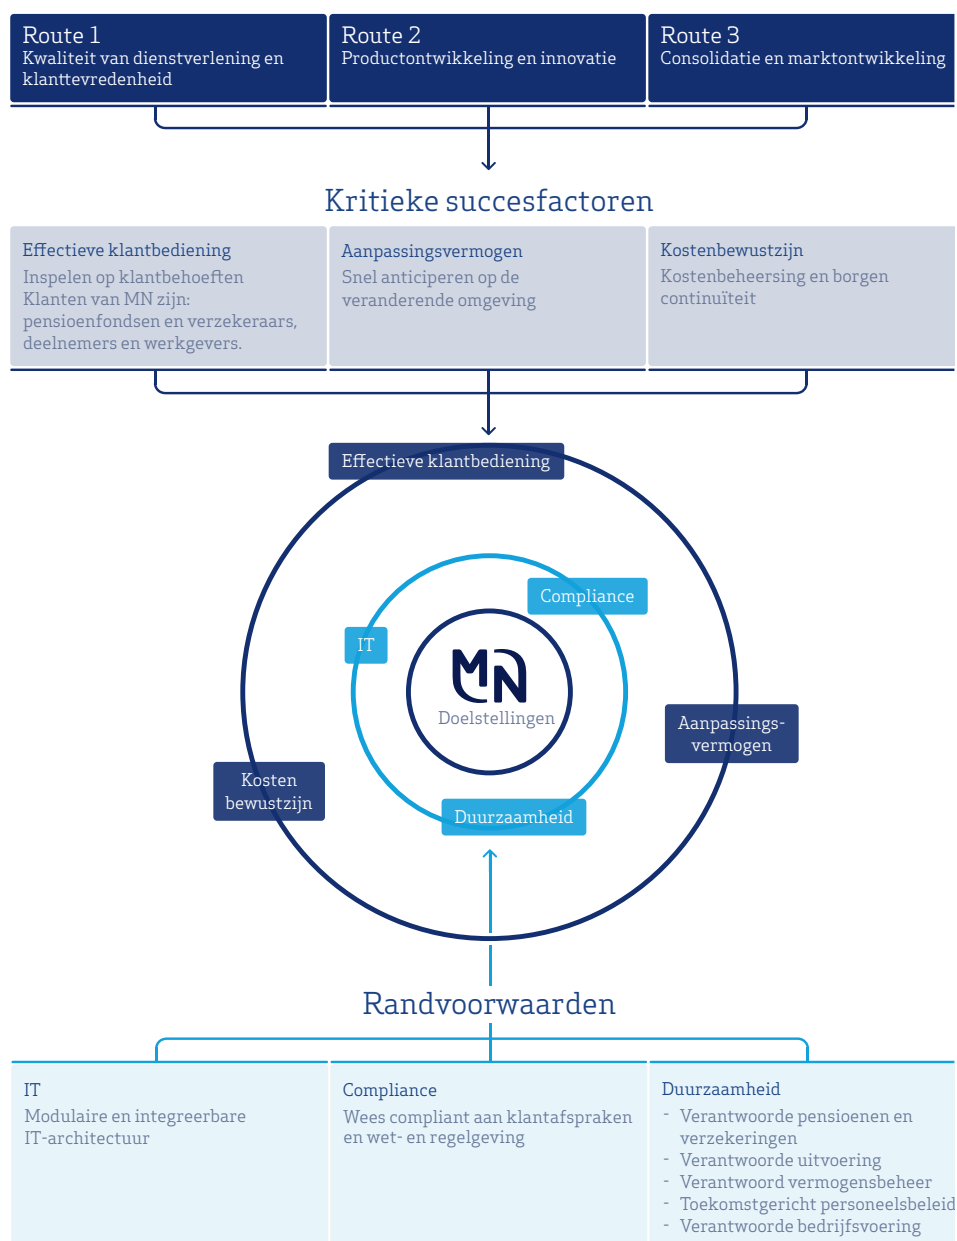 Route 1
Kwaliteit van dienstverlening en
klanttevredenheid
Route 2
Productontwikkeling en innovatie
Route 3
Consolidatie en marktontwikkeling
Kritieke succesfactoren
Effectieve klantbediening
Inspelen op klantbehoeften
Klanten van MN zijn:
pensioenfondsen en verzekeraars,
deelnemers en werkgevers.
Aanpassingsvermogen
Snel anticiperen op de
veranderende omgeving
Kostenbewustzijn
Kostenbeheersing en borgen
continuïteit
Effectieve klantbediening
Compliance
IT
MN
Doelstellingen
Aanpassings-
vermogen
Kosten
bewustzijn
Duurzaamheid
Randvoorwaarden
IT
Modulaire en integreerbare
IT-architectuur
Compliance
Wees compliant aan klantafspraken
en wet- en regelgeving
Duurzaamheid
- Verantwoorde pensioenen en
verzekeringen
- Verantwoorde uitvoering
- Verantwoord vermogensbeheer
- Toekomstgericht personeelsbeleid
- Verantwoorde bedrijfsvoering